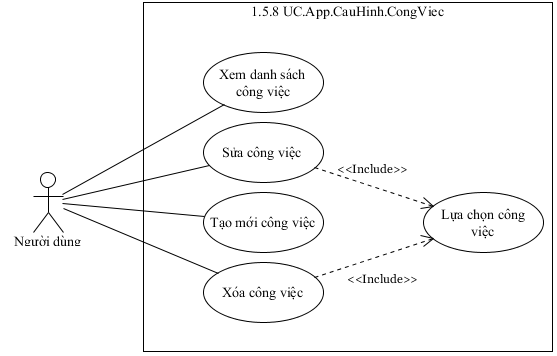 1.5.8 UC.App.CauHinh.CongViec
Xem danh sách
công việc
Sửa công việc
<<Include>>
Lựa chọn công
việc
Tạo mới công việc
Người dùng
Xóa công việc
<<Include>>